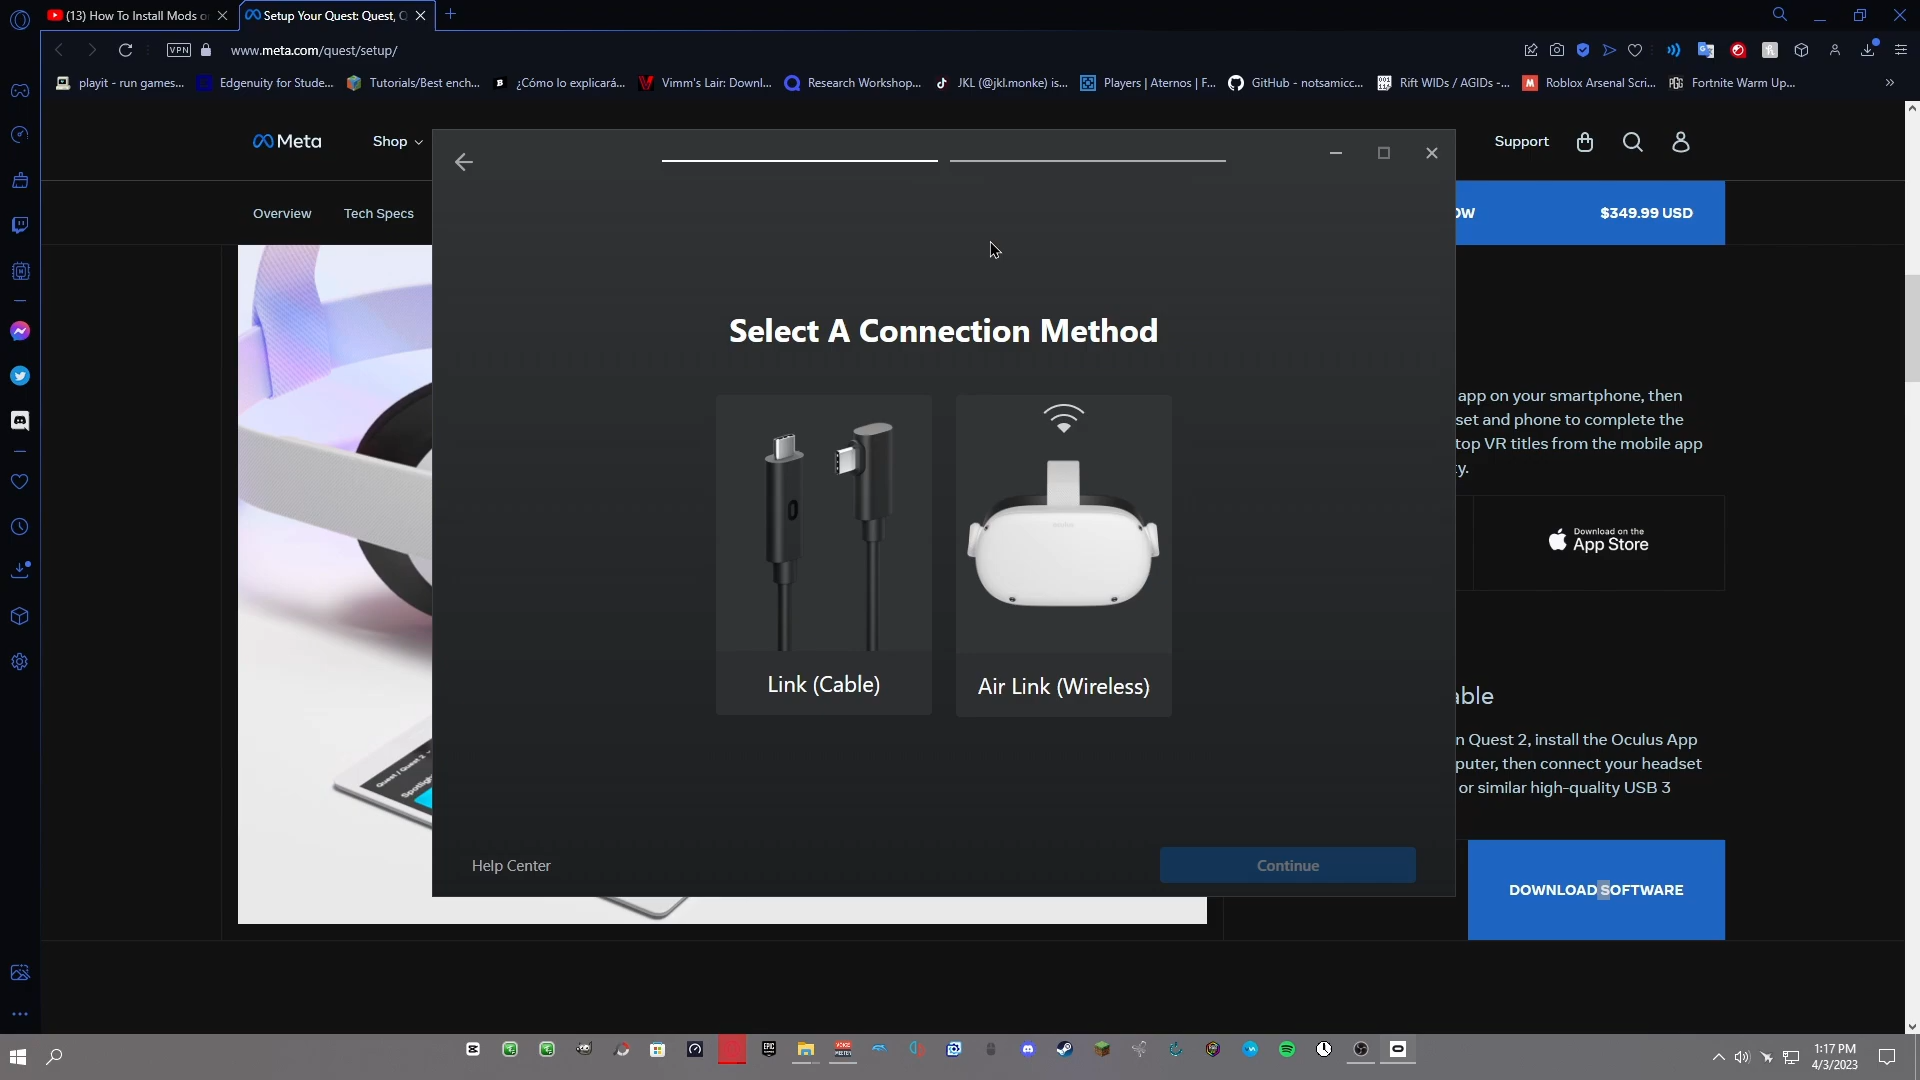 (13) How To Install Mods o
Setup Your Quest: Quest, Q
VPN
www.meta.com/quest/setup/
playit - run games...
Edgenuity for Stude...
Tutorials/Best ench...
¿Cómo lo explicará...
Vimm's Lair: Downl...
Research Workshop...
JKL (@jkl.monke) is...
Players | Aternos | F...
GitHub - notsamicc...
Rift WIDs / AGIDs -...
Roblox Arsenal Scri...
Fortnite Warm Up...
»
Meta
Shop
Support
Overview
Tech Specs
OW
$349.99 USD
Select A Connection Method
Link (Cable)
Air Link (Wireless)
Help Center
Continue
app on your smartphone, then
set and phone to complete the
top VR titles from the mobile app
y.
Download on the
App Store
able
n Quest 2, install the Oculus App
puter, then connect your headset
or similar high-quality USB 3
DOWNLOAD SOFTWARE
Quest / Quest 2
EPIC
1:17 PM
4/3/2023